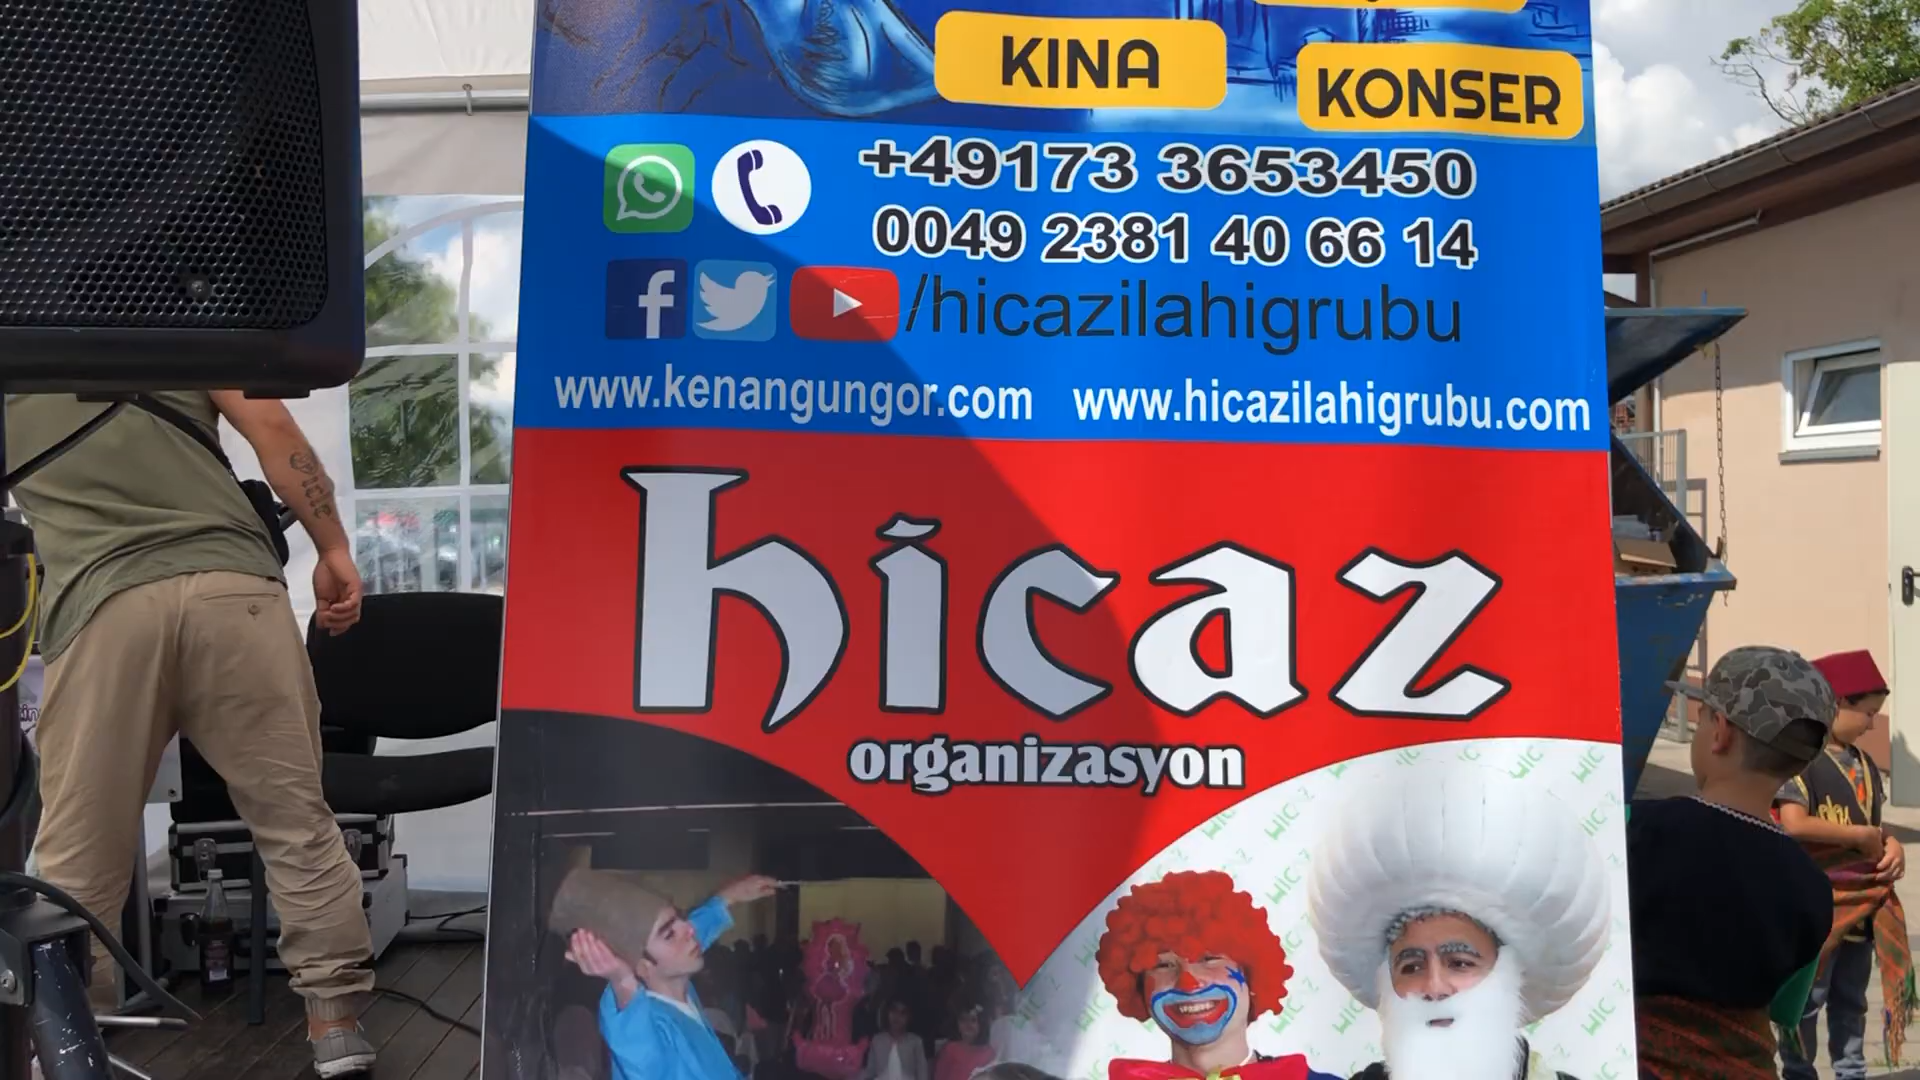 KINA
KONSER
+49173 3653450
0049 2381 40 66 14
/hicazilahigrubu
www.kenangungor.com www.hicazilahigrubu.com
hicaz
organizasyon